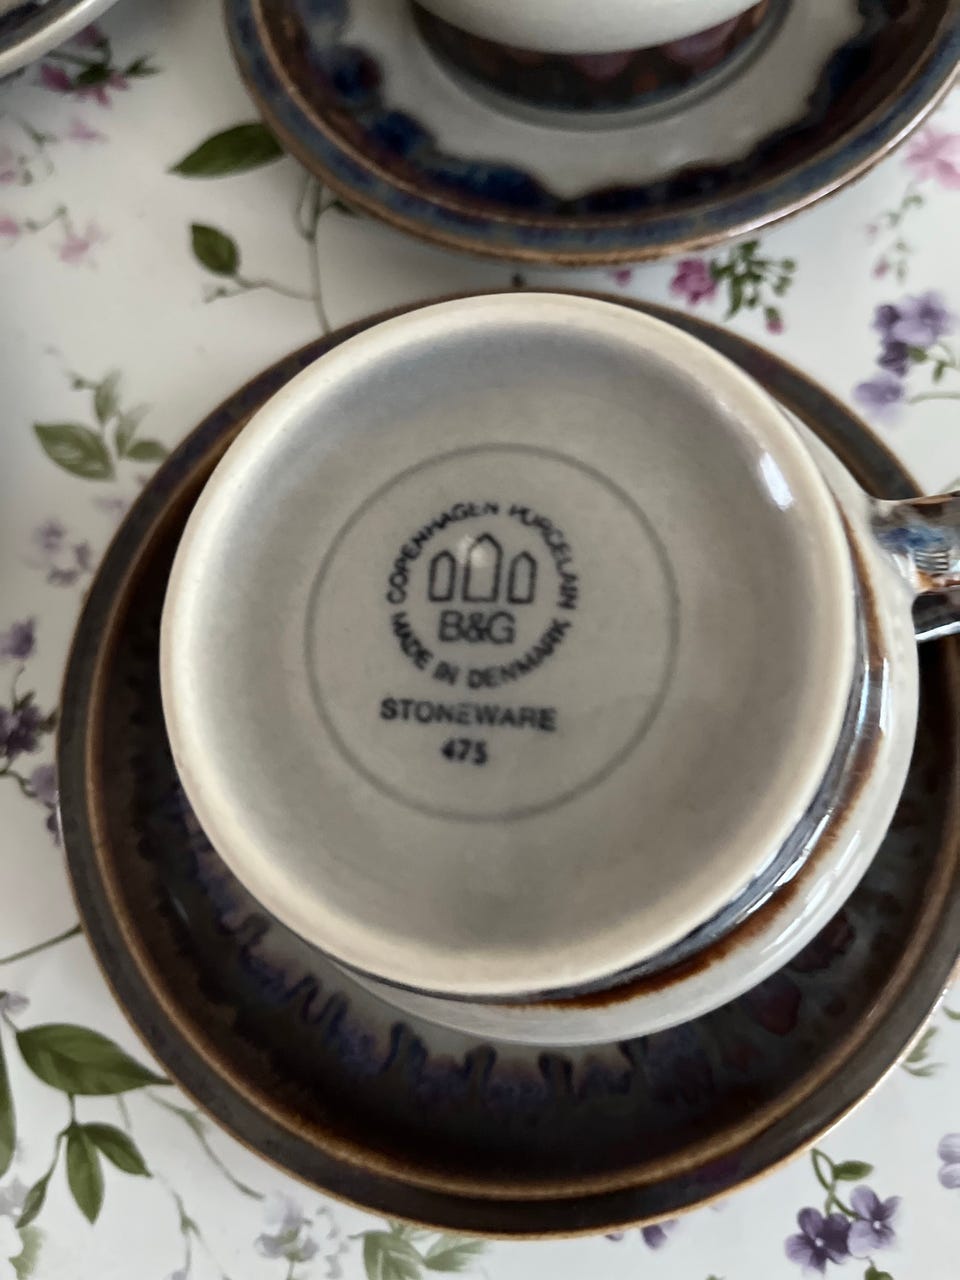 COPENHAGEN PORCELAIN
B&G
MADE IN DENMARK
STONEWARE
475